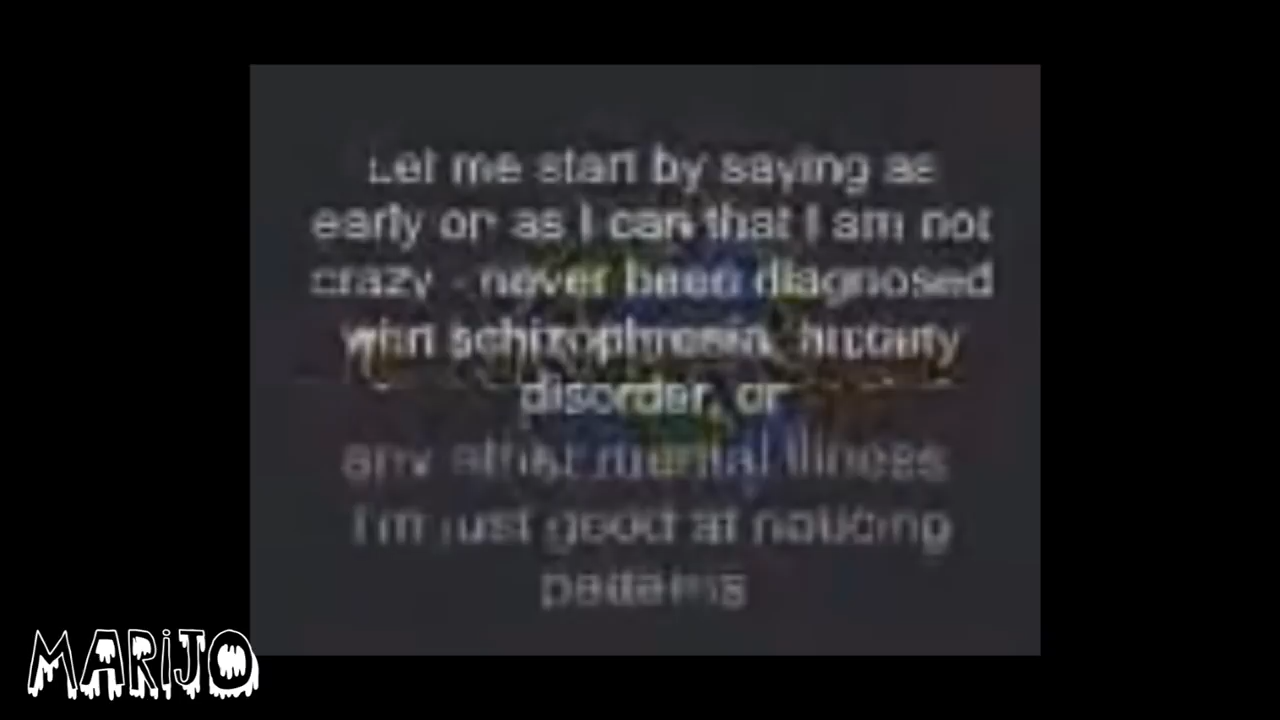 Let me start by saying as
early on as I can that I am not
crazy - never been diagnosed
with schizophrenia, bipolarity
disorder, or
any other mental illness
I'm just good at noticing
patterns
MARiJO